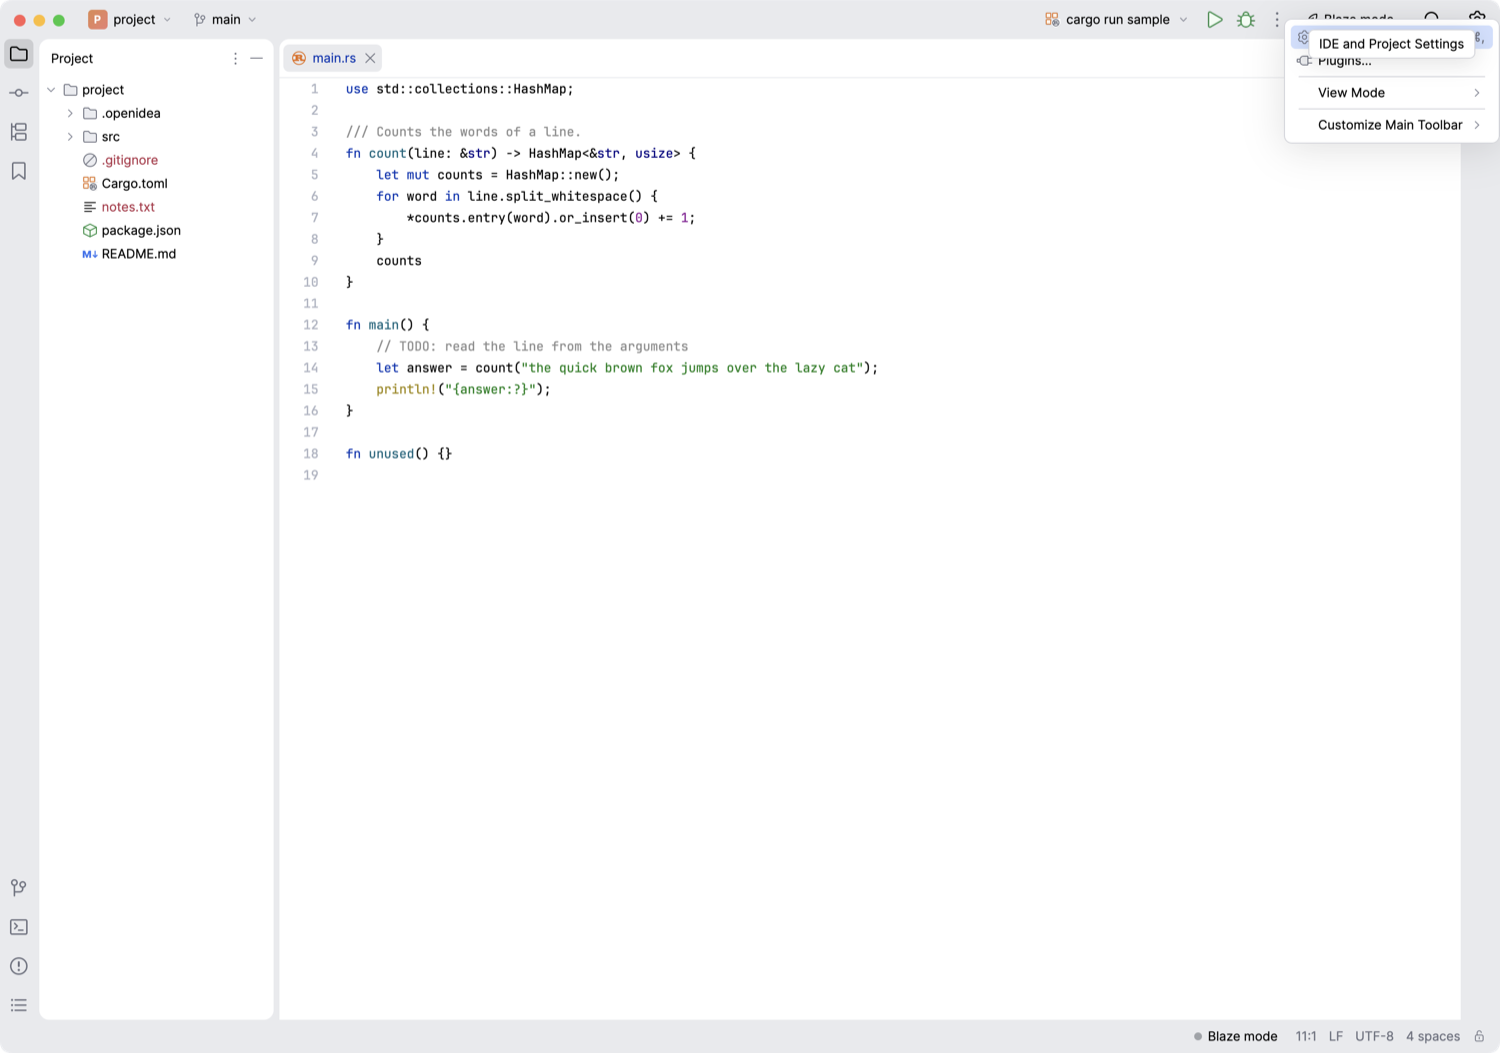 P project main
cargo run sample
IDE and Project Settings
Plugins...
View Mode
Customize Main Toolbar
Project
project
.openidea
src
.gitignore
Cargo.toml
notes.txt
package.json
README.md
main.rs
1 use std::collections::HashMap;
2
3 /// Counts the words of a line.
4 fn count(line: &str) -> HashMap<&str, usize> {
5 let mut counts = HashMap::new();
6 for word in line.split_whitespace() {
7 *counts.entry(word).or_insert(0) += 1;
8 }
9 counts
10 }
11
12 fn main() {
13 // TODO: read the line from the arguments
14 let answer = count("the quick brown fox jumps over the lazy cat");
15 println!("{answer:?}");
16 }
17
18 fn unused() {}
19
Blaze mode 11:1 LF UTF-8 4 spaces